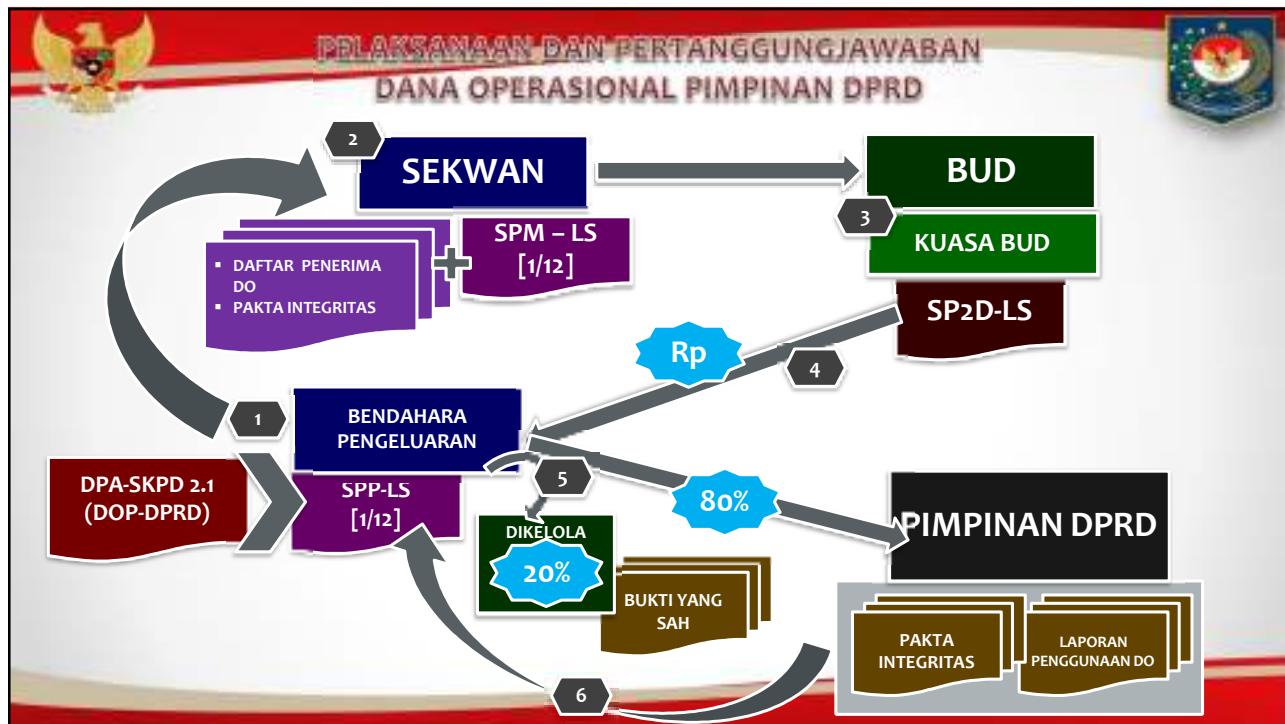 PELAKSANAAN DAN PERTANGGUNGJAWABAN
DANA OPERASIONAL PIMPINAN DPRD
2
SEKWAN
BUD
3
KUASA BUD
▪ DAFTAR PENERIMA
DO
▪ PAKTA INTEGRITAS
SPM – LS
[1/12]
SP2D-LS
Rp
4
1
BENDAHARA
PENGELUARAN
DPA-SKPD 2.1
(DOP-DPRD)
SPP-LS
[1/12]
5
80%
PIMPINAN DPRD
DIKELOLA
20%
BUKTI YANG
SAH
PAKTA
INTEGRITAS
LAPORAN
PENGGUNAAN DO
6